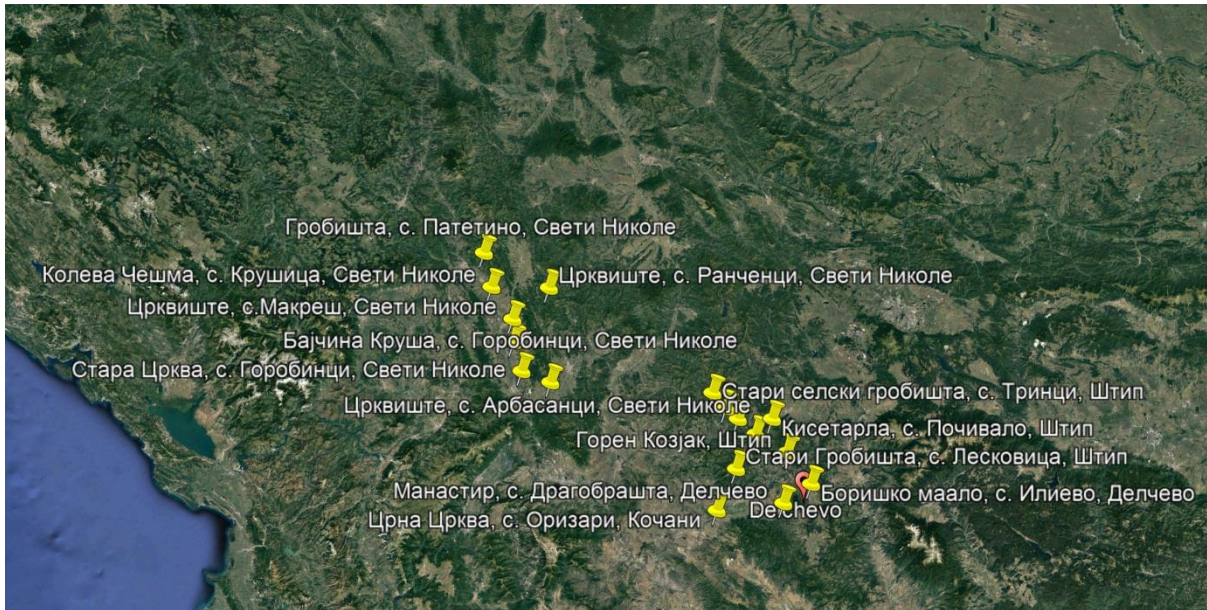 Гробишта, с. Патетино, Свети Николе
Колева Чешма, с. Крушица, Свети Николе
Црквиште, с. Ранченци, Свети Николе
Црквиште, с.Макреш, Свети Николе
Бајчина Круша, с. Горобинци, Свети Николе
Стара Црква, с. Горобинци, Свети Николе
Црквиште, с. Арбасанци, Свети Николе
Стари селски гробишта, с. Тринци, Штип
Горен Козјак, Штип
Кисетарла, с. Почивало, Штип
Стари Гробишта, с. Лесковица, Штип
Манастир, с. Драгобрашта, Делчево
Боришко маало, с. Илиево, Делчево
Delchevo
Црна Црква, с. Оризари, Кочани